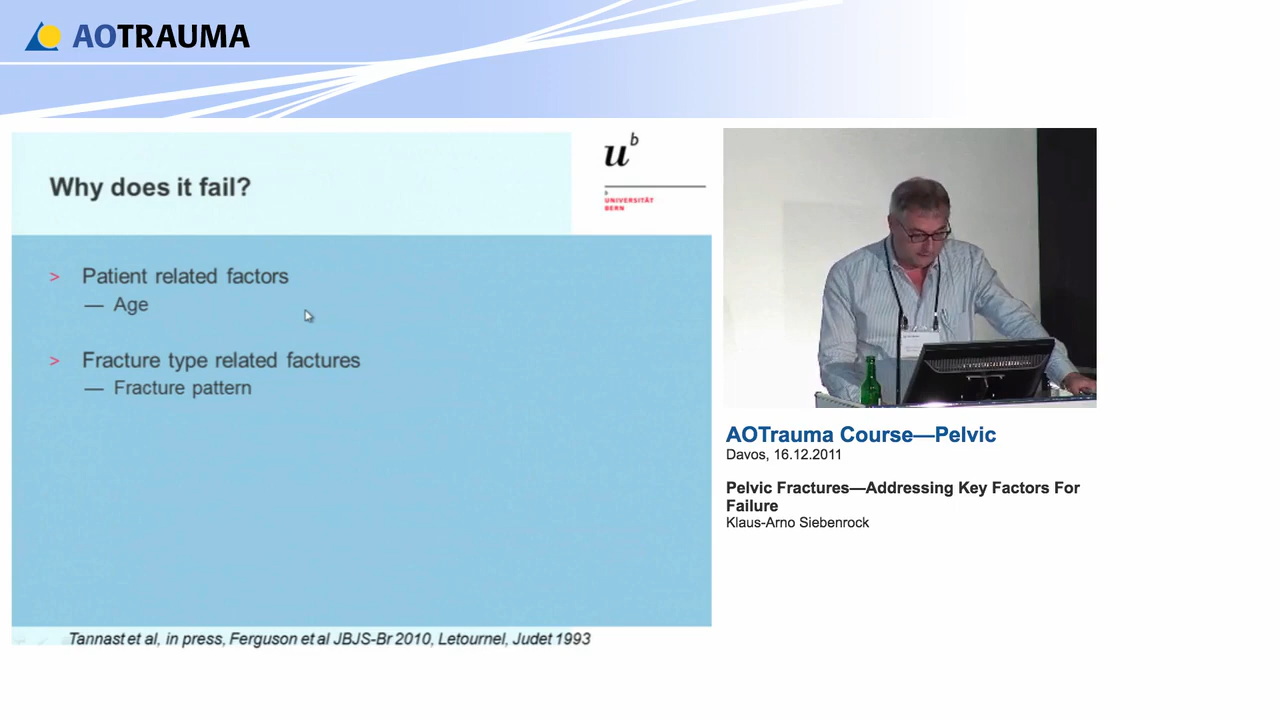 AOTRAUMA
Why does it fail?
u b
b
UNIVERSITÄT
BERN
> Patient related factors
— Age
> Fracture type related factures
— Fracture pattern
Tannast et al, in press, Ferguson et al JBJS-Br 2010, Letournel, Judet 1993
AOTrauma Course—Pelvic
Davos, 16.12.2011
Pelvic Fractures—Addressing Key Factors For
Failure
Klaus-Arno Siebenrock